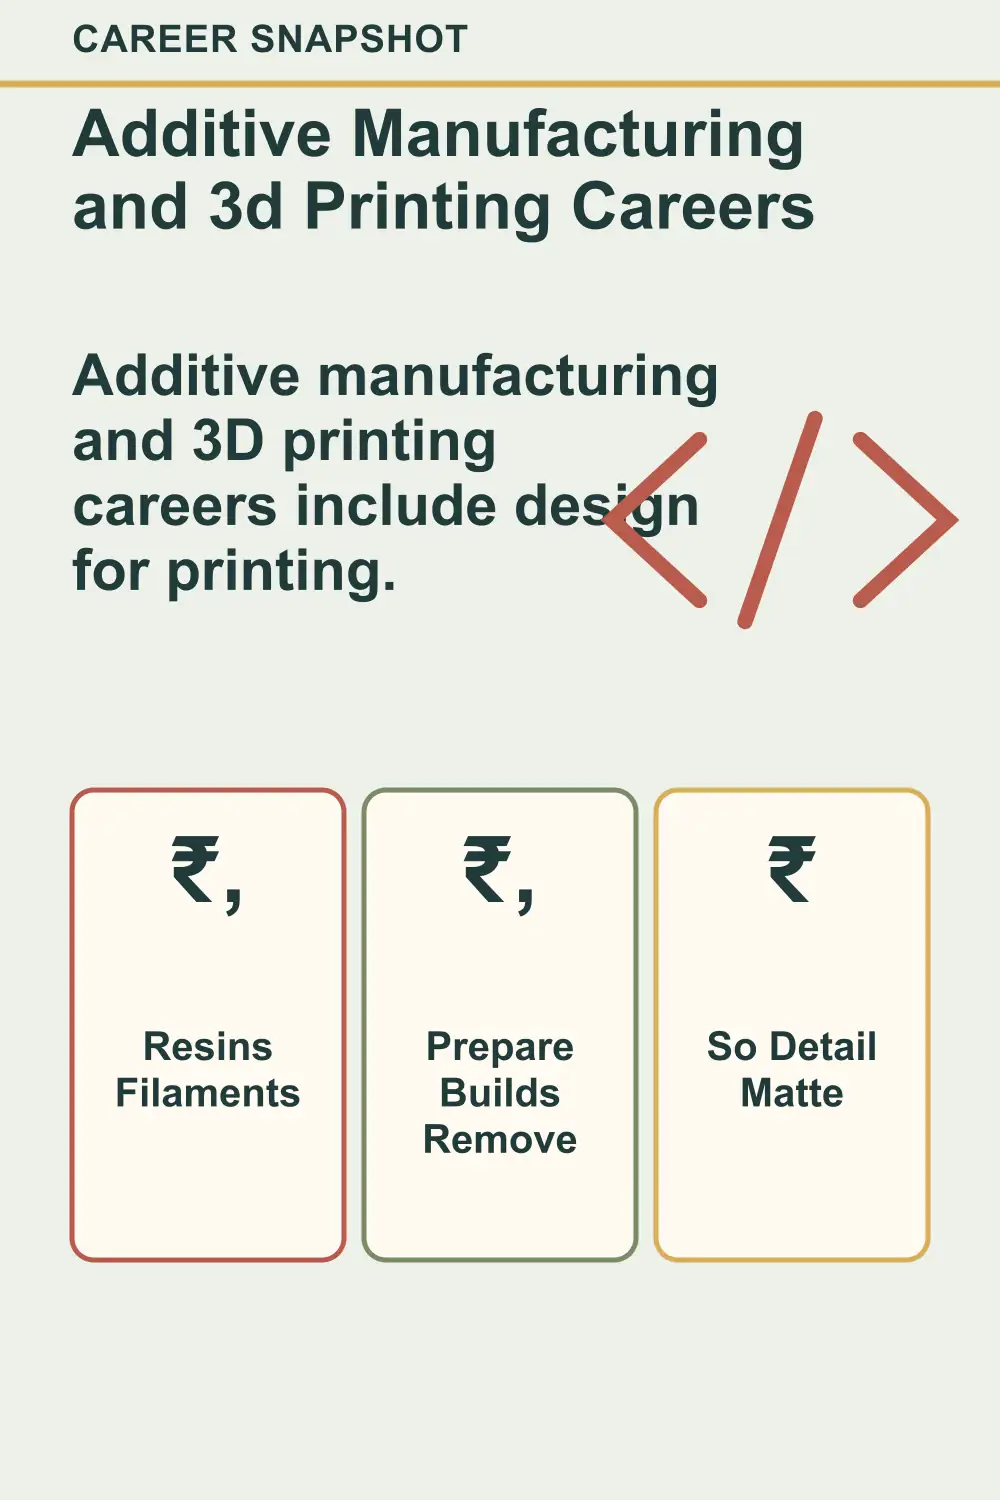 CAREER SNAPSHOT
Additive Manufacturing
and 3d Printing Careers
Additive manufacturing
and 3D printing
careers include design
for printing.
</>
₹,
Resins
Filaments
₹,
Prepare
Builds
Remove
₹
So Detail
Matte